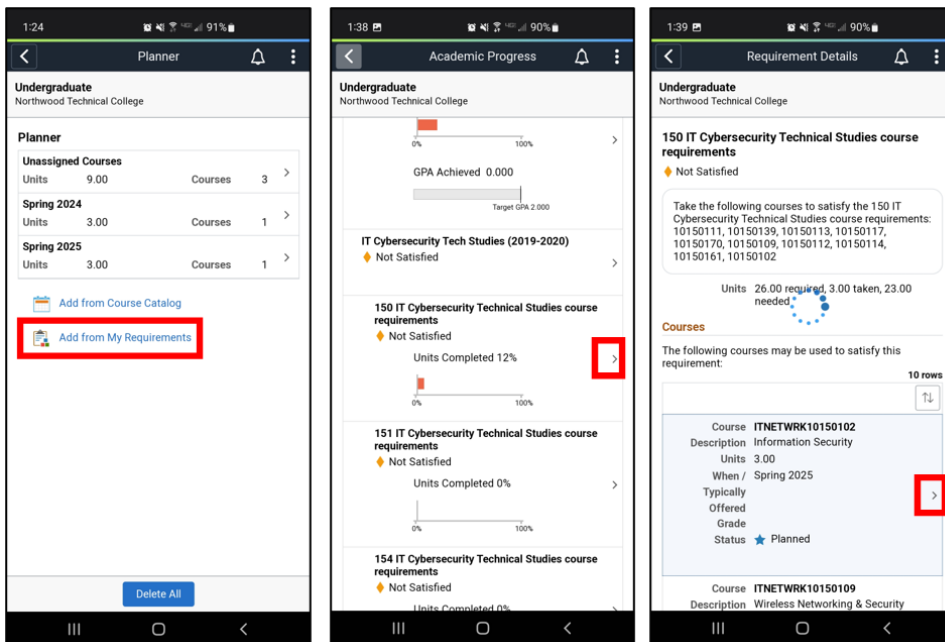 1:24
91%
Planner
Undergraduate
Northwood Technical College
Planner
Unassigned Courses
Units 9.00 Courses 3
Spring 2024
Units 3.00 Courses 1
Spring 2025
Units 3.00 Courses 1
Add from Course Catalog
Add from My Requirements
Delete All
1:38
90%
Academic Progress
Undergraduate
Northwood Technical College
0% 100%
GPA Achieved 0.000
Target GPA 2.000
IT Cybersecurity Tech Studies (2019-2020)
Not Satisfied
150 IT Cybersecurity Technical Studies course
requirements
Not Satisfied
Units Completed 12%
0% 100%
151 IT Cybersecurity Technical Studies course
requirements
Not Satisfied
Units Completed 0%
0% 100%
154 IT Cybersecurity Technical Studies course
requirements
Not Satisfied
Units Completed 0%
1:39
90%
Requirement Details
Undergraduate
Northwood Technical College
150 IT Cybersecurity Technical Studies course
requirements
Not Satisfied
Take the following courses to satisfy the 150 IT
Cybersecurity Technical Studies course requirements:
10150111, 10150139, 10150113, 10150117,
10150170, 10150109, 10150112, 10150114,
10150161, 10150102
Units 26.00 required, 3.00 taken, 23.00
needed
Courses
The following courses may be used to satisfy this
requirement:
10 rows
Course ITNETWRK10150102
Description Information Security
Units 3.00
When / Spring 2025
Typically
Offered
Grade
Status Planned
Course ITNETWRK10150109
Description Wireless Networking & Security